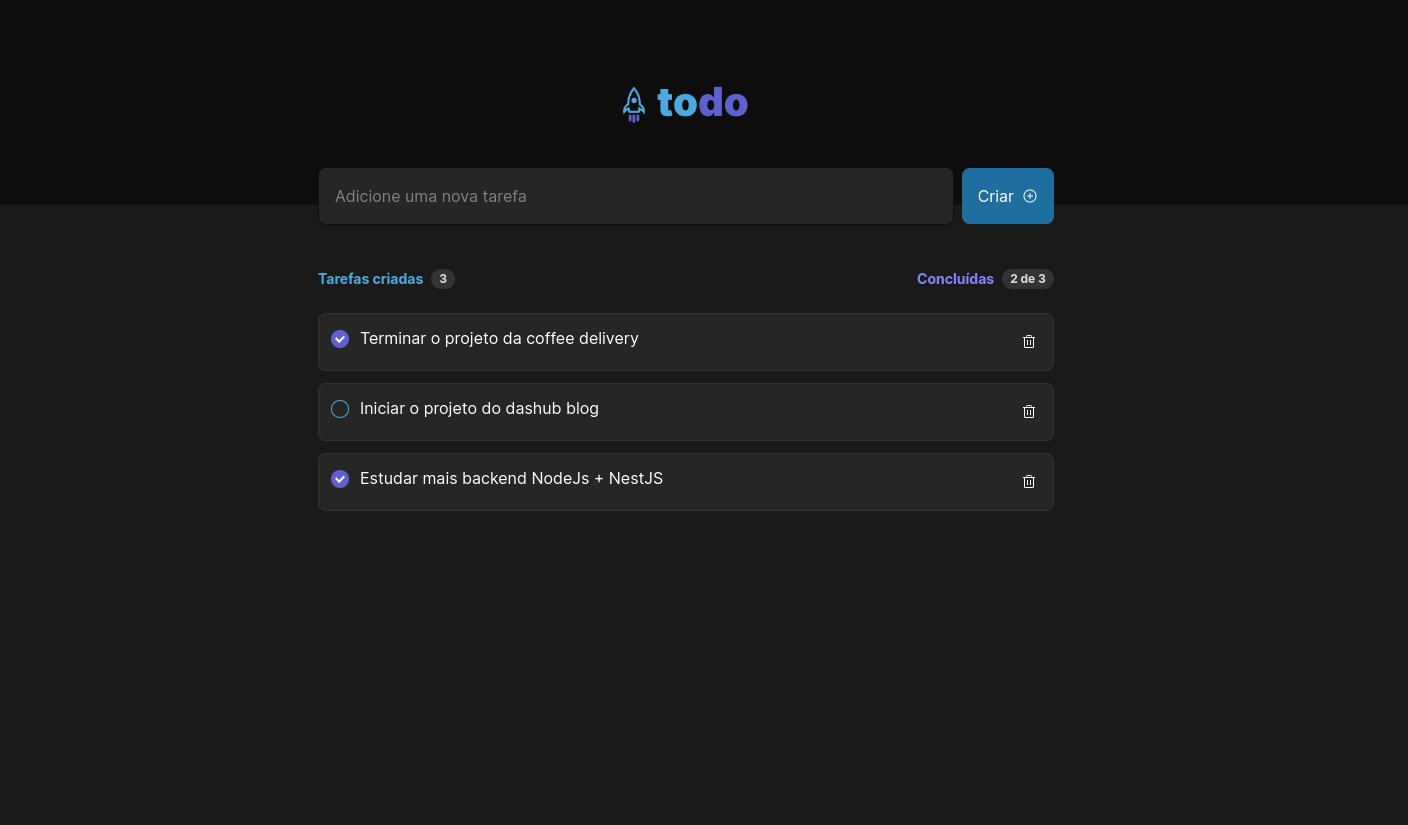 todo
Adicione uma nova tarefa
Criar
Tarefas criadas 3
Concluídas 2 de 3
Terminar o projeto da coffee delivery
Iniciar o projeto do dashub blog
Estudar mais backend NodeJs + NestJS